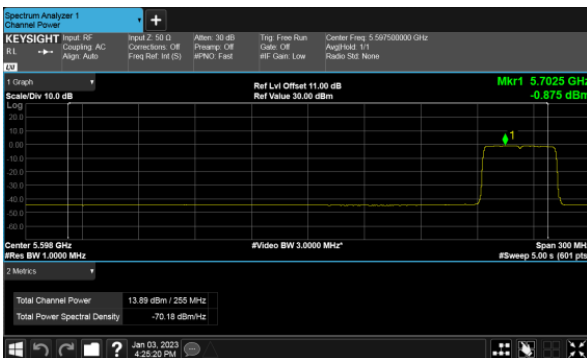 Spectrum Analyzer 1
Channel Power
+
KEYSIGHT Input: RF Input Z: 50 Ω Atten: 30 dB Trig: Free Run Center Freq: 5.597500000 GHz
RL Coupling: AC Corrections: Off Preamp: Off Gate: Off Avg|Hold: 1/1
Align: Auto Freq Ref: Int (S) #PNO: Fast #IF Gain: Low Radio Std: None
LXI
1 Graph Ref Lvl Offset 11.00 dB Mkr1 5.7025 GHz
Scale/Div 10.0 dB Ref Value 30.00 dBm -0.875 dBm
Log
20.0
10.0
1
0.00
-10.0
-20.0
-30.0
-40.0
-50.0
-60.0
Center 5.598 GHz #Video BW 3.0000 MHz* Span 300 MHz
#Res BW 1.0000 MHz #Sweep 5.00 s (601 pts)
2 Metrics
Total Channel Power 13.89 dBm / 255 MHz
Total Power Spectral Density -70.18 dBm/Hz
? Jan 03, 2023
4:25:20 PM